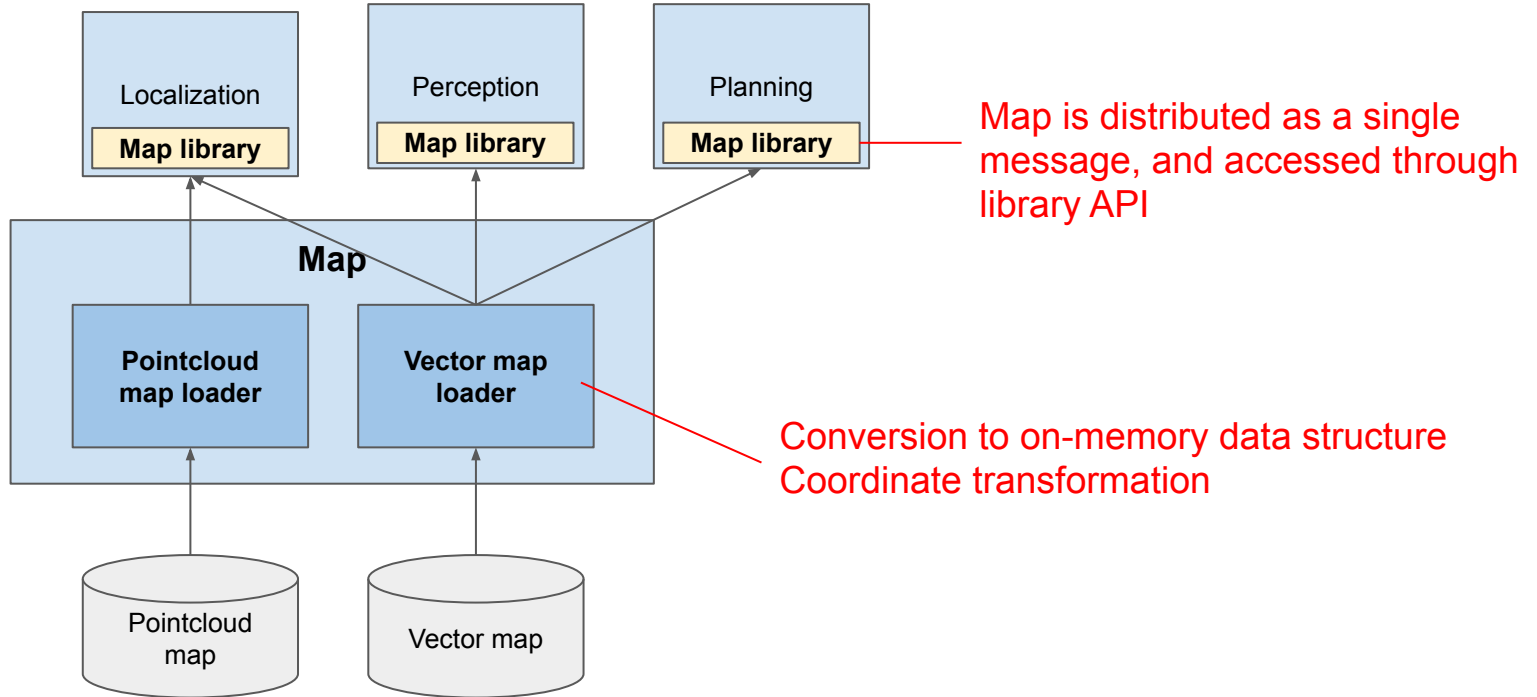 Localization
Map library
Perception
Map library
Planning
Map library
Map is distributed as a single
message, and accessed through
library API
Map
Pointcloud
map loader
Vector map
loader
Conversion to on-memory data structure
Coordinate transformation
Pointcloud
map
Vector map